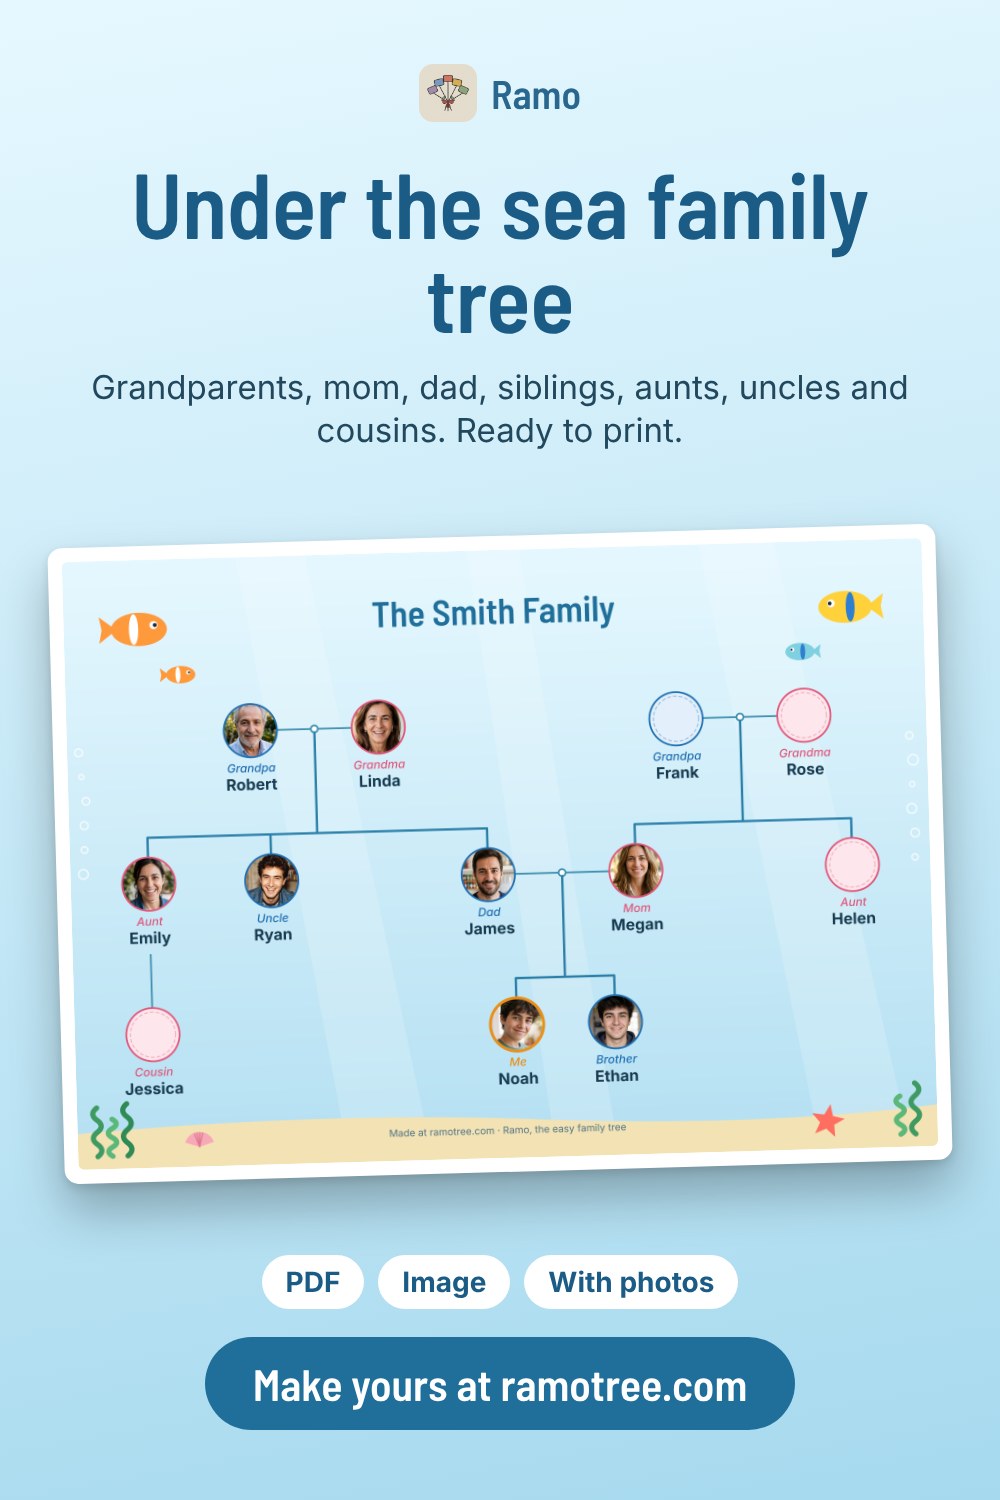 Ramo
Under the sea family
tree
Grandparents, mom, dad, siblings, aunts, uncles and
cousins. Ready to print.
The Smith Family
Grandpa
Robert
Grandma
Linda
Grandpa
Frank
Grandma
Rose
Aunt
Emily
Uncle
Ryan
Dad
James
Mom
Megan
Aunt
Helen
Cousin
Jessica
Me
Noah
Brother
Ethan
Made at ramotree.com · Ramo, the easy family tree
PDF
Image
With photos
Make yours at ramotree.com